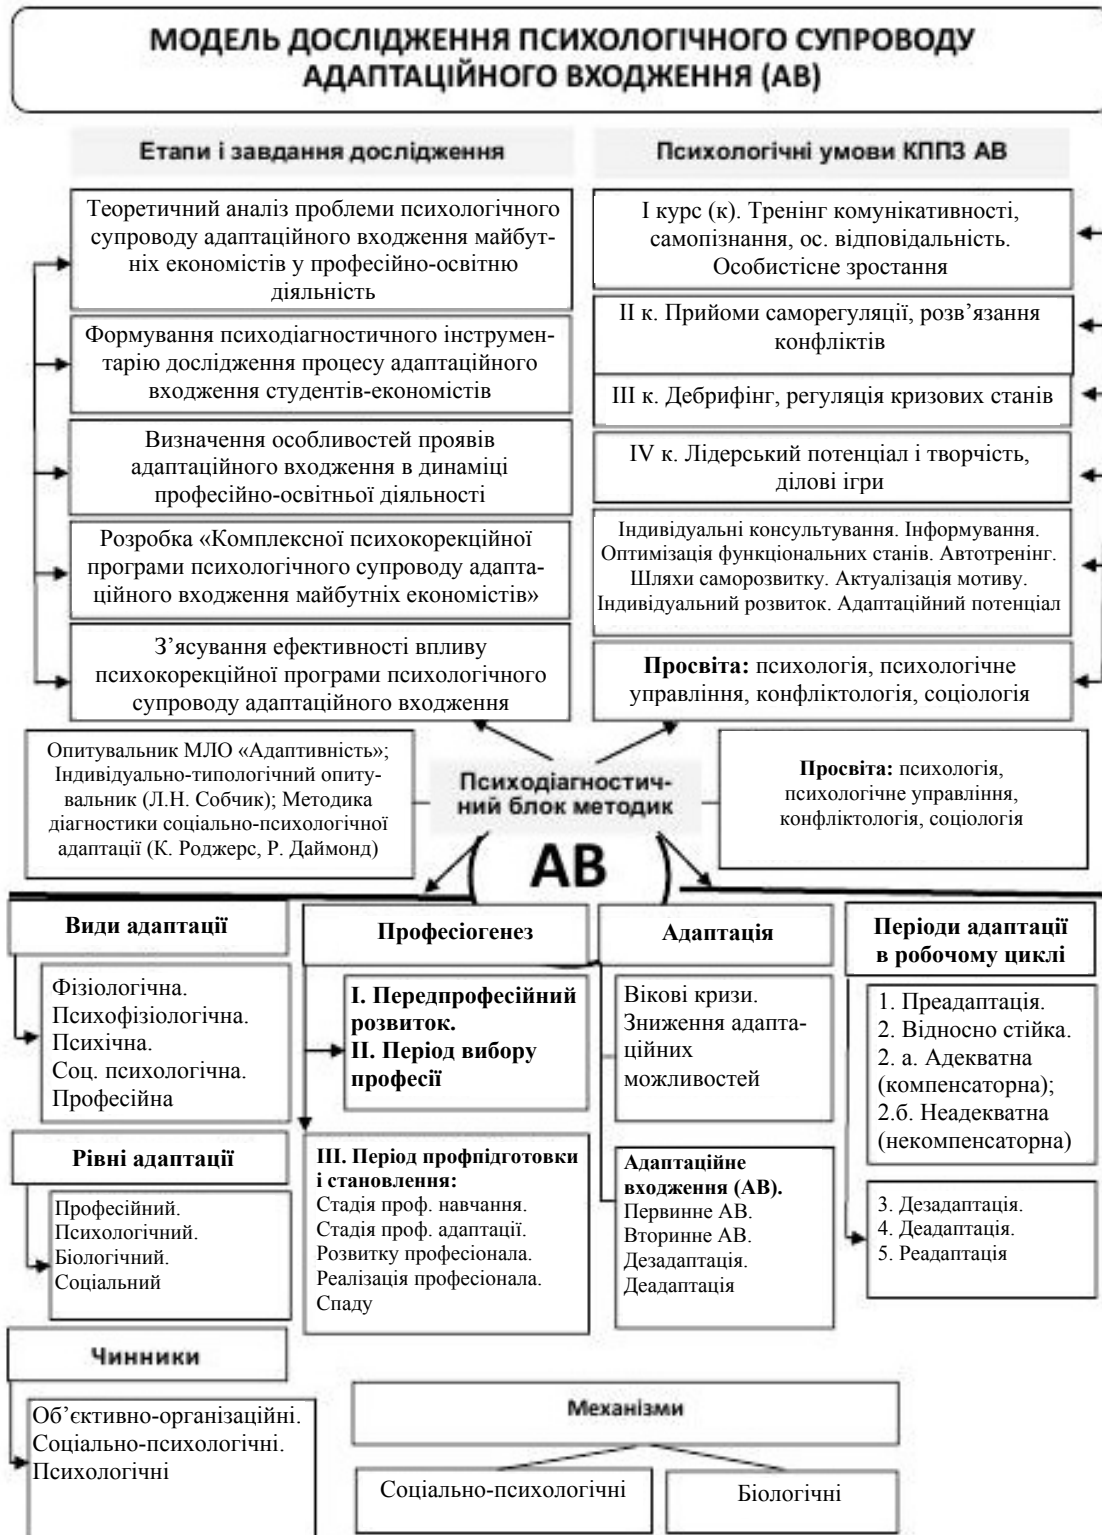 МОДЕЛЬ ДОСЛІДЖЕННЯ ПСИХОЛОГІЧНОГО СУПРОВОДУ
АДАПТАЦІЙНОГО ВХОДЖЕННЯ (АВ)
Етапи і завдання дослідження
Теоретичний аналіз проблеми психологічного
супроводу адаптаційного входження майбут-
ніх економістів у професійно-освітню
діяльність
Формування психодіагностичного інструмен-
тарію дослідження процесу адаптаційного
входження студентів-економістів
Визначення особливостей проявів
адаптаційного входження в динаміці
професійно-освітньої діяльності
Розробка «Комплексної психокорекційної
програми психологічного супроводу адапта-
ційного входження майбутніх економістів»
З’ясування ефективності впливу
психокорекційної програми психологічного
супроводу адаптаційного входження
Психологічні умови КППЗ АВ
І курс (к). Тренінг комунікативності,
самопізнання, ос. відповідальність.
Особистісне зростання
ІІ к. Прийоми саморегуляції, розв’язання
конфліктів
ІІІ к. Дебрифінг, регуляція кризових станів
IV к. Лідерський потенціал і творчість,
ділові ігри
Індивідуальні консультування. Інформування.
Оптимізація функціональних станів. Автотренінг.
Шляхи саморозвитку. Актуалізація мотиву.
Індивідуальний розвиток. Адаптаційний потенціал
Просвіта: психологія, психологічне
управління, конфліктологія, соціологія
Опитувальник МЛО «Адаптивність»;
Індивідуально-типологічний опиту-
вальник (Л.Н. Собчик); Методика
діагностики соціально-психологічної
адаптації (К. Роджерс, Р. Даймонд)
Психодіагностич-
ний блок методик
Просвіта: психологія,
психологічне управління,
конфліктологія, соціологія
АВ
Види адаптації
Фізіологічна.
Психофізіологічна.
Психічна.
Соц. психологічна.
Професійна
Рівні адаптації
Професійний.
Психологічний.
Біологічний.
Соціальний
Чинники
Об’єктивно-організаційні.
Соціально-психологічні.
Психологічні
Професіогенез
І. Передпрофесійний
розвиток.
ІІ. Період вибору
професії
ІІІ. Період профпідготовки
і становлення:
Стадія проф. навчання.
Стадія проф. адаптації.
Розвитку професіонала.
Реалізація професіонала.
Спаду
Адаптація
Вікові кризи.
Зниження адапта-
ційних
можливостей
Адаптаційне
входження (АВ).
Первинне АВ.
Вторинне АВ.
Дезадаптація.
Деадаптація
Періоди адаптації
в робочому циклі
1. Преадаптація.
2. Відносно стійка.
2. а. Адекватна
(компенсаторна);
2.б. Неадекватна
(некомпенсаторна)
3. Дезадаптація.
4. Деадаптація.
5. Реадаптація
Механізми
Соціально-психологічні
Біологічні